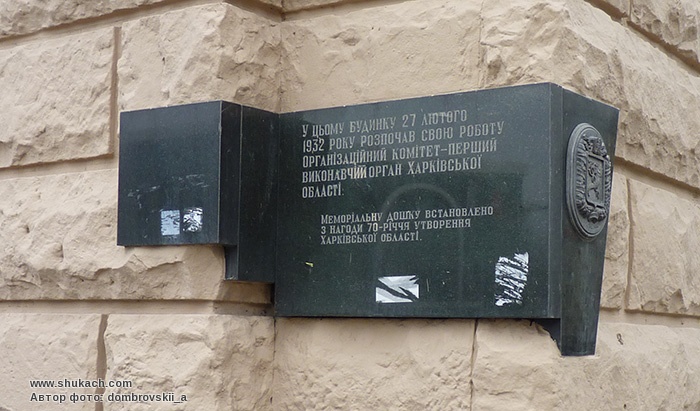 У ЦЬОМУ БУДИНКУ 27 ЛЮТОГО
1932 РОКУ РОЗПОЧАВ СВОЮ РОБОТУ
ОРГАНІЗАЦІЙНИЙ КОМІТЕТ–ПЕРШИЙ
ВИКОНАВЧИЙ ОРГАН ХАРКІВСЬКОЇ
ОБЛАСТІ.
МЕМОРІАЛЬНУ ДОШКУ ВСТАНОВЛЕНО
З НАГОДИ 70-РІЧЧЯ УТВОРЕННЯ
ХАРКІВСЬКОЇ ОБЛАСТІ.
www.shukach.com
Автор фото: dombrovskii_a